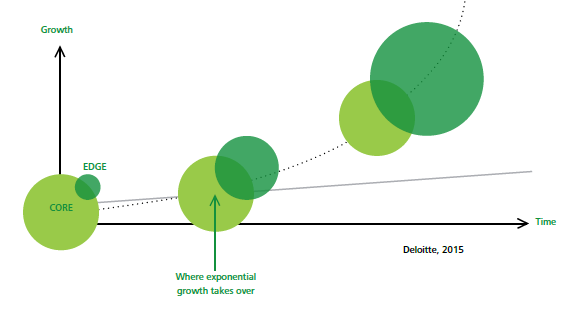 Growth
EDGE
CORE
Time
Deloitte, 2015
Where exponential
growth takes over